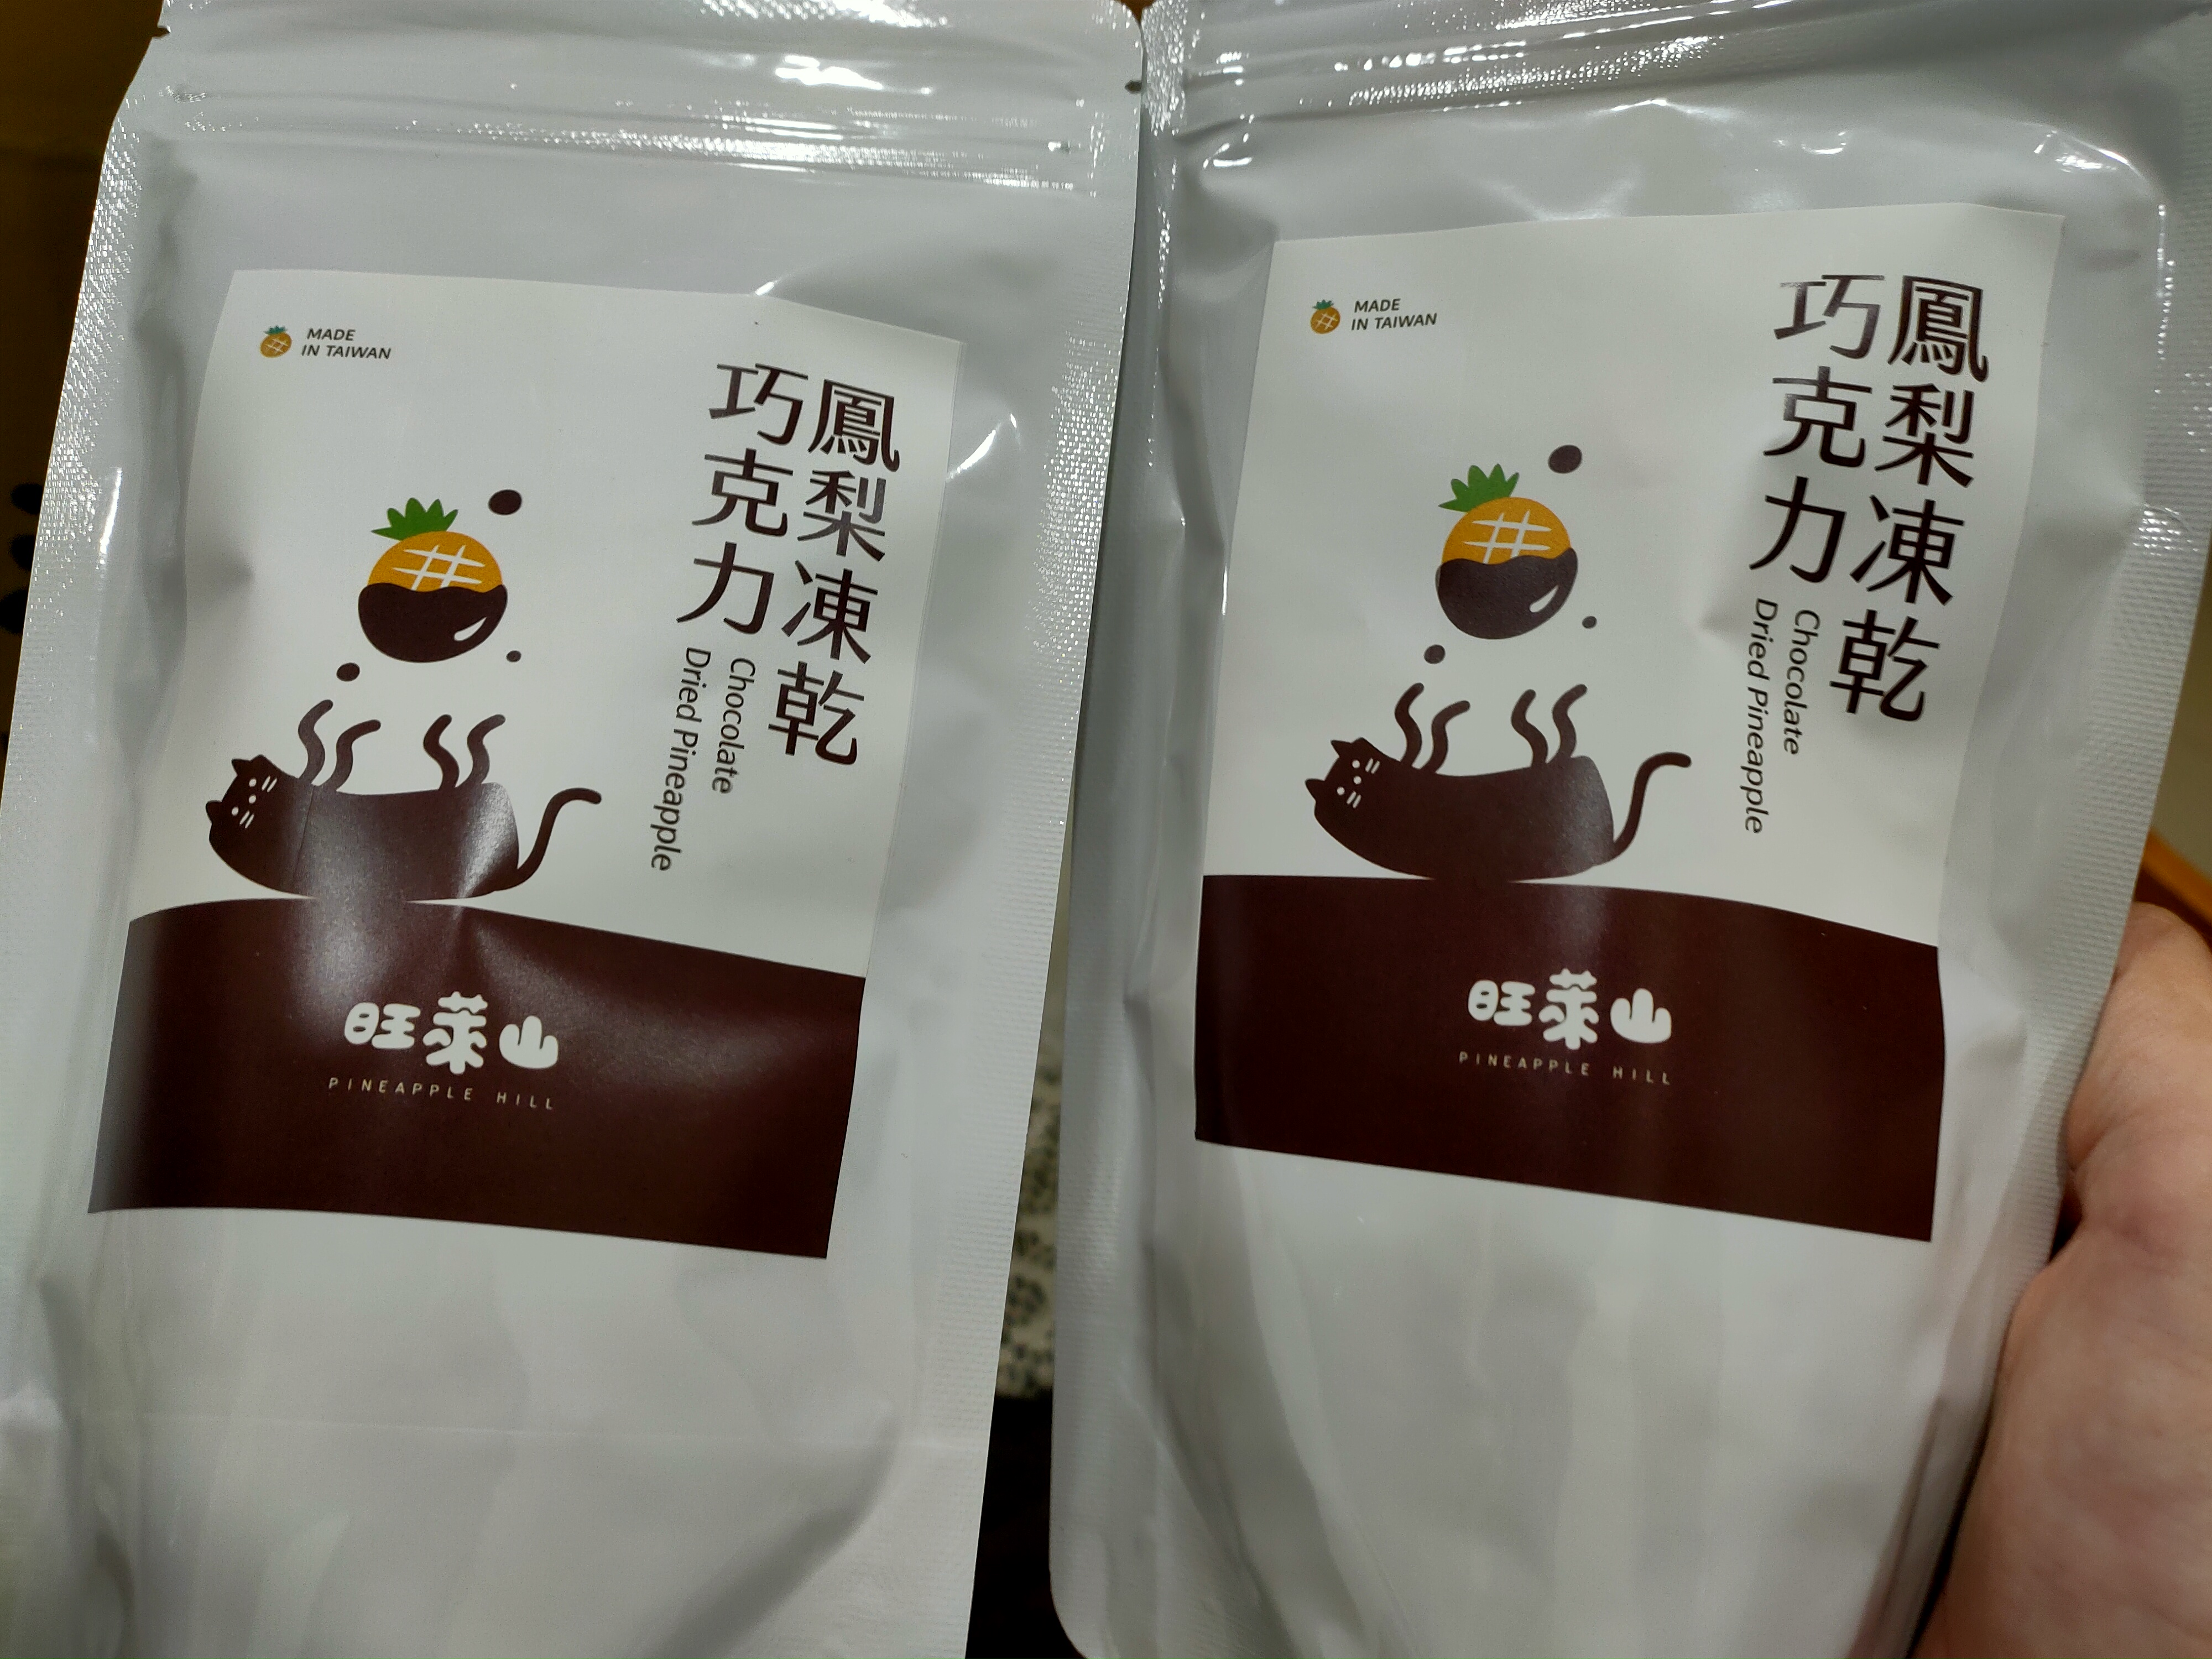 MADE
IN TAIWAN
鳳梨凍乾
巧克力
Chocolate
Dried Pineapple
旺萊山
PINEAPPLE HILL
MADE
IN TAIWAN
鳳梨凍乾
巧克力
Chocolate
Dried Pineapple
旺萊山
PINEAPPLE HILL